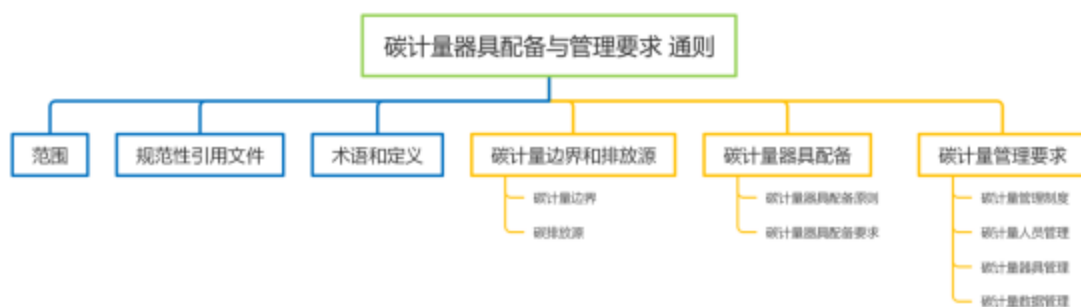 碳计量器具配备与管理要求 通则
范围
规范性引用文件
术语和定义
碳计量边界和排放源
碳计量器具配备
碳计量管理要求
碳计量边界
碳计量器具配备原则
碳计量管理制度
碳排放源
碳计量器具配备要求
碳计量人员管理
碳计量器具管理
碳计量数据管理